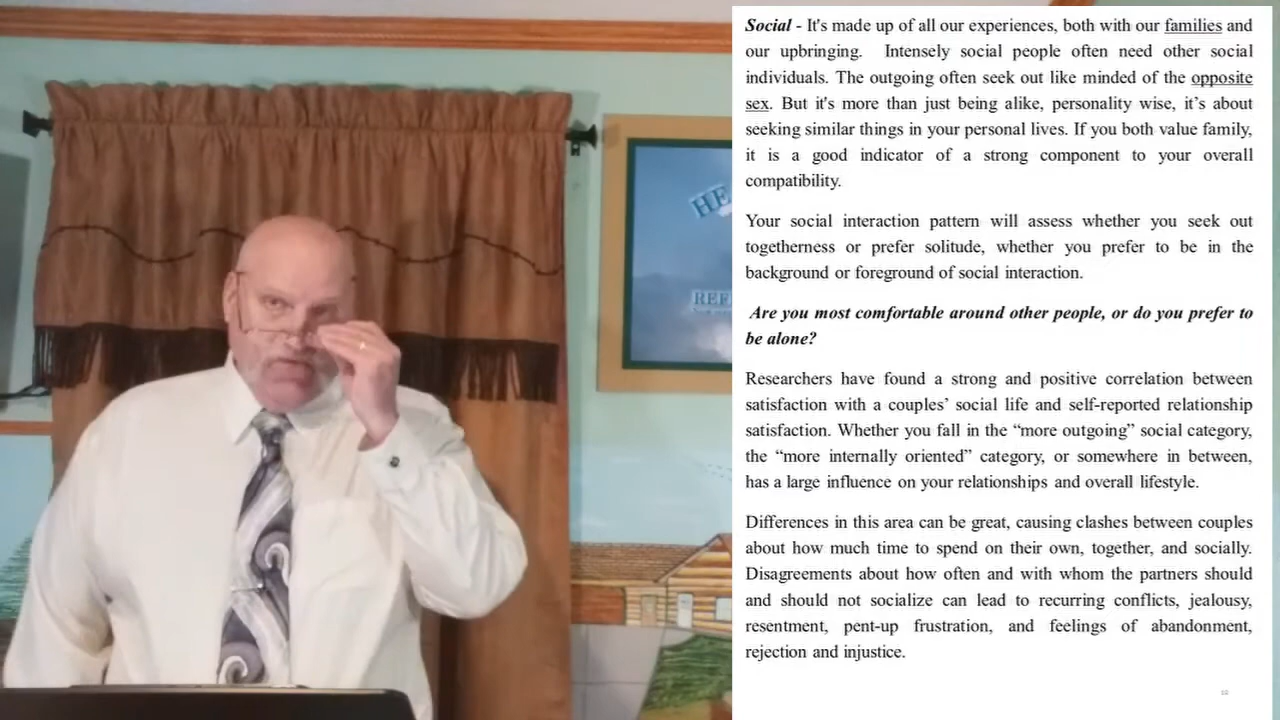 HE
REF
Social - It's made up of all our experiences, both with our families and
our upbringing. Intensely social people often need other social
individuals. The outgoing often seek out like minded of the opposite
sex. But it's more than just being alike, personality wise, it’s about
seeking similar things in your personal lives. If you both value family,
it is a good indicator of a strong component to your overall
compatibility.
Your social interaction pattern will assess whether you seek out
togetherness or prefer solitude, whether you prefer to be in the
background or foreground of social interaction.
Are you most comfortable around other people, or do you prefer to
be alone?
Researchers have found a strong and positive correlation between
satisfaction with a couples’ social life and self-reported relationship
satisfaction. Whether you fall in the “more outgoing” social category,
the “more internally oriented” category, or somewhere in between,
has a large influence on your relationships and overall lifestyle.
Differences in this area can be great, causing clashes between couples
about how much time to spend on their own, together, and socially.
Disagreements about how often and with whom the partners should
and should not socialize can lead to recurring conflicts, jealousy,
resentment, pent-up frustration, and feelings of abandonment,
rejection and injustice.